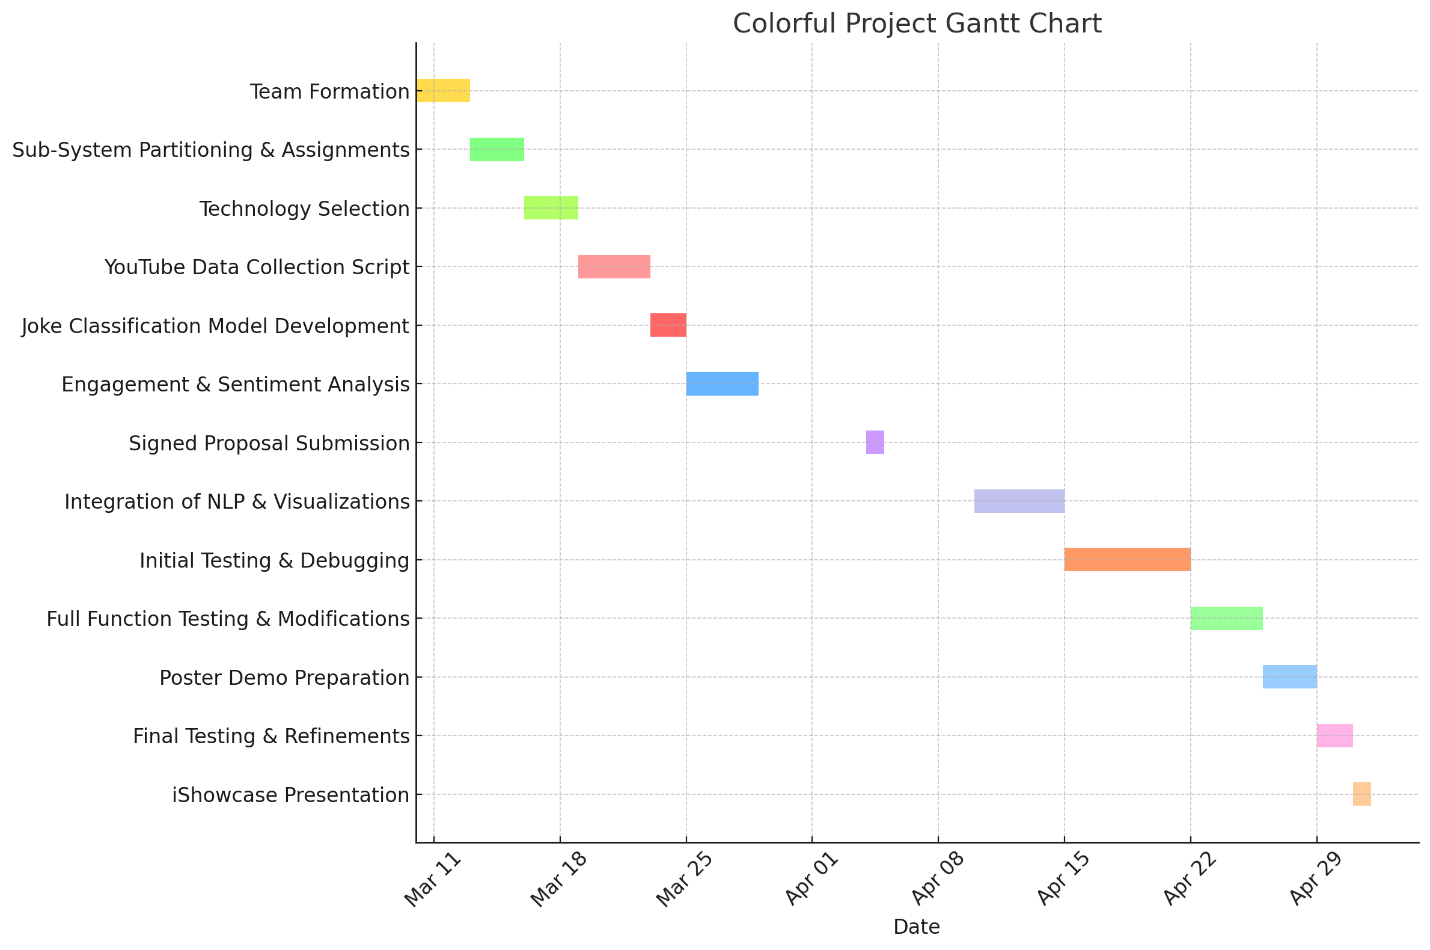 Colorful Project Gantt Chart
Team Formation
Sub-System Partitioning & Assignments
Technology Selection
YouTube Data Collection Script
Joke Classification Model Development
Engagement & Sentiment Analysis
Signed Proposal Submission
Integration of NLP & Visualizations
Initial Testing & Debugging
Full Function Testing & Modifications
Poster Demo Preparation
Final Testing & Refinements
iShowcase Presentation
Mar 11
Mar 18
Mar 25
Apr 01
Apr 08
Apr 15
Apr 22
Apr 29
Date